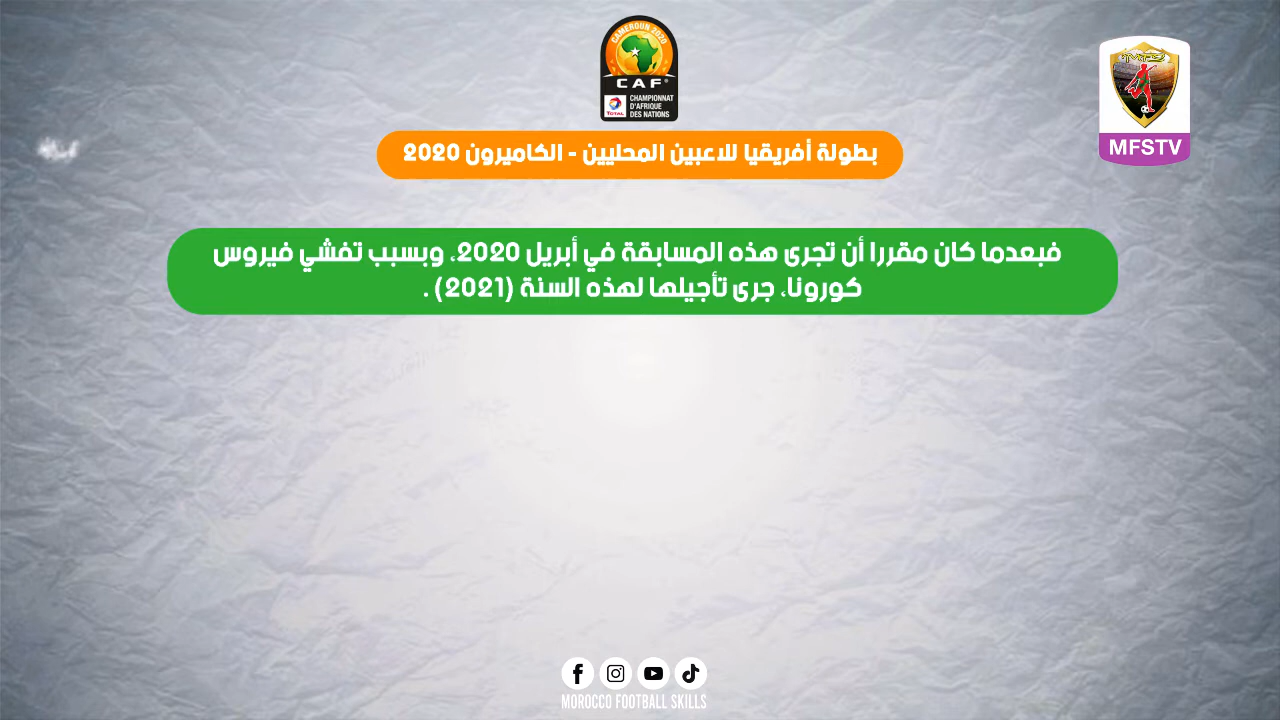 CAMEROUN 2020
CAF
TOTAL
CHAMPIONNAT
D'AFRIQUE
DES NATIONS
MFSTV
بطولة أفريقيا للاعبين المحليين - الكاميرون 2020
فبعدما كان مقررا أن تجرى هذه المسابقة في أبريل 2020، وبسبب تفشي فيروس
كورونا، جرى تأجيلها لهذه السنة (2021) .
MOROCCO FOOTBALL SKILLS